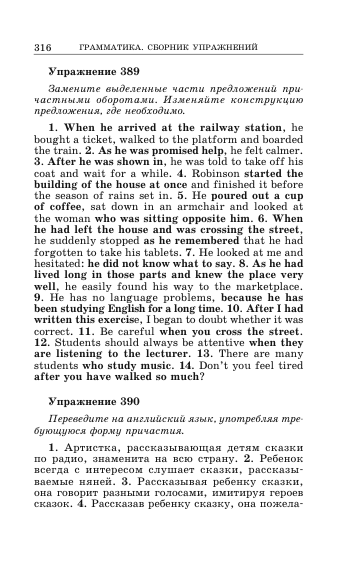 316 ГРАММАТИКА. СБОРНИК УПРАЖНЕНИЙ
Упражнение 389
Замените выделенные части предложений при-
частными оборотами. Изменяйте конструкцию
предложения, где необходимо.
1. When he arrived at the railway station, he
bought a ticket, walked to the platform and boarded
the train. 2. As he was promised help, he felt calmer.
3. After he was shown in, he was told to take off his
coat and wait for a while. 4. Robinson started the
building of the house at once and finished it before
the season of rains set in. 5. He poured out a cup
of coffee, sat down in an armchair and looked at
the woman who was sitting opposite him. 6. When
he had left the house and was crossing the street,
he suddenly stopped as he remembered that he had
forgotten to take his tablets. 7. He looked at me and
hesitated: he did not know what to say. 8. As he had
lived long in those parts and knew the place very
well, he easily found his way to the marketplace.
9. He has no language problems, because he has
been studying English for a long time. 10. After I had
written this exercise, I began to doubt whether it was
correct. 11. Be careful when you cross the street.
12. Students should always be attentive when they
are listening to the lecturer. 13. There are many
students who study music. 14. Don't you feel tired
after you have walked so much?
Упражнение 390
Переведите на английский язык, употребляя тре-
бующуюся форму причастия.
1. Артистка, рассказывающая детям сказки
по радио, знаменита на всю страну. 2. Ребенок
всегда с интересом слушает сказки, рассказы-
ваемые няней. 3. Рассказывая ребенку сказки,
она говорит разными голосами, имитируя героев
сказок. 4. Рассказав ребенку сказку, она пожела-